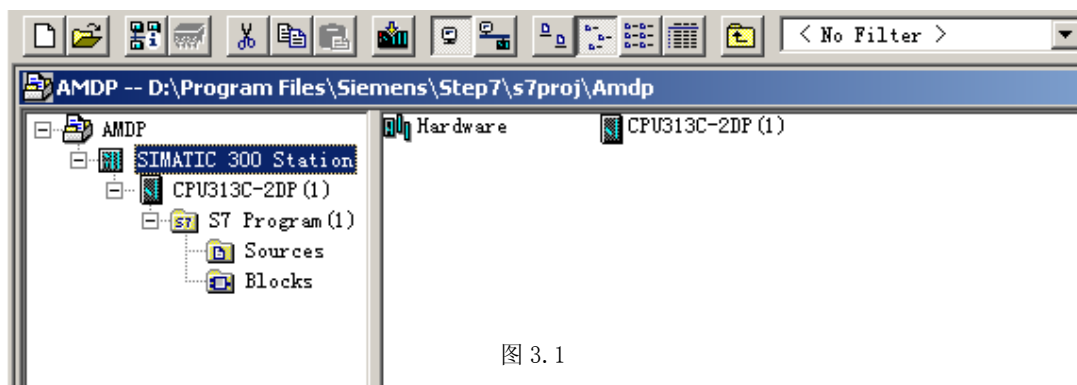 < No Filter >
AMDP -- D:\Program Files\Siemens\Step7\s7proj\Amdp
AMDP
SIMATIC 300 Station
CPU313C-2DP(1)
S7 Program(1)
Sources
Blocks
Hardware
CPU313C-2DP(1)
图 3.1